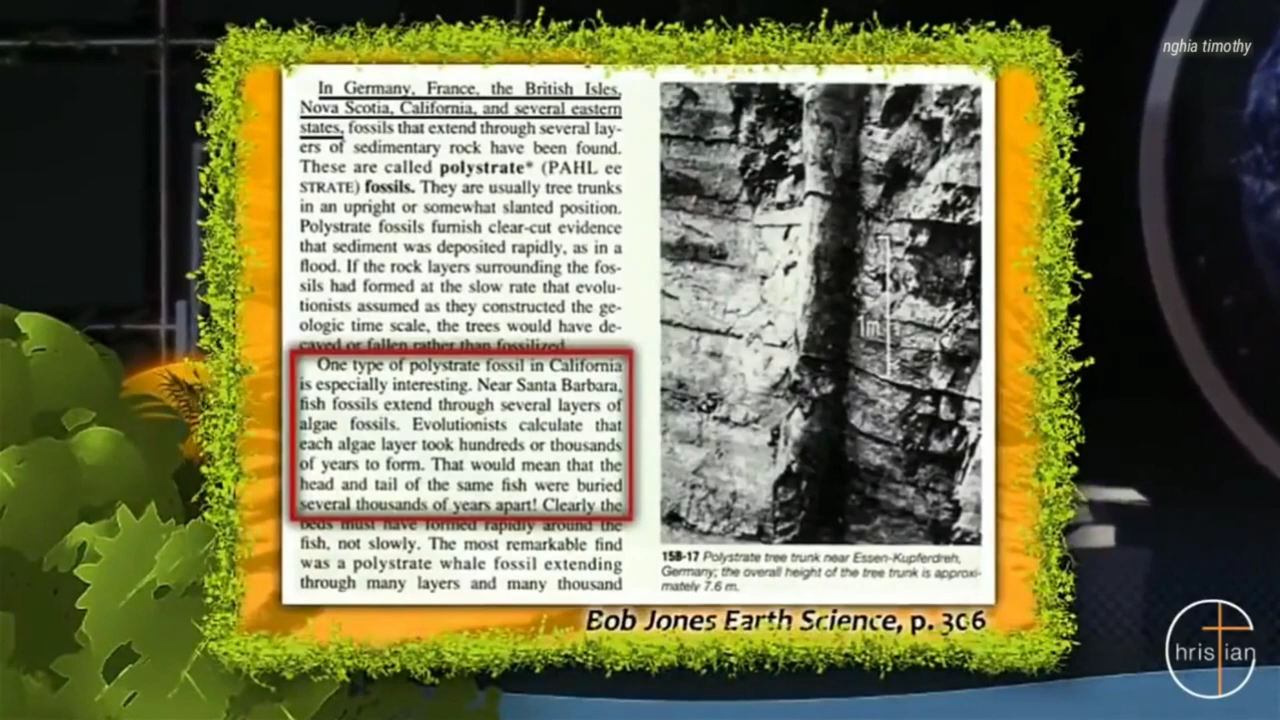 nghia timothy
In Germany, France, the British Isles,
Nova Scotia, California, and several eastern
states, fossils that extend through several lay-
ers of sedimentary rock have been found.
These are called polystrate* (PAHL ee
STRATE) fossils. They are usually tree trunks
in an upright or somewhat slanted position.
Polystrate fossils furnish clear-cut evidence
that sediment was deposited rapidly, as in a
flood. If the rock layers surrounding the fos-
sils had formed at the slow rate that evolu-
tionists assumed as they constructed the ge-
ologic time scale, the trees would have de-
cayed or fallen rather than fossilized.
One type of polystrate fossil in California
is especially interesting. Near Santa Barbara,
fish fossils extend through several layers of
algae fossils. Evolutionists calculate that
each algae layer took hundreds or thousands
of years to form. That would mean that the
head and tail of the same fish were buried
several thousands of years apart! Clearly the
beds must have formed rapidly around the
fish, not slowly. The most remarkable find
was a polystrate whale fossil extending
through many layers and many thousand
1m
15B-17 Polystrate tree trunk near Essen-Kupferdreh,
Germany; the overall height of the tree trunk is approxi-
mately 7.6 m.
Bob Jones Earth Science, p. 306
Christian